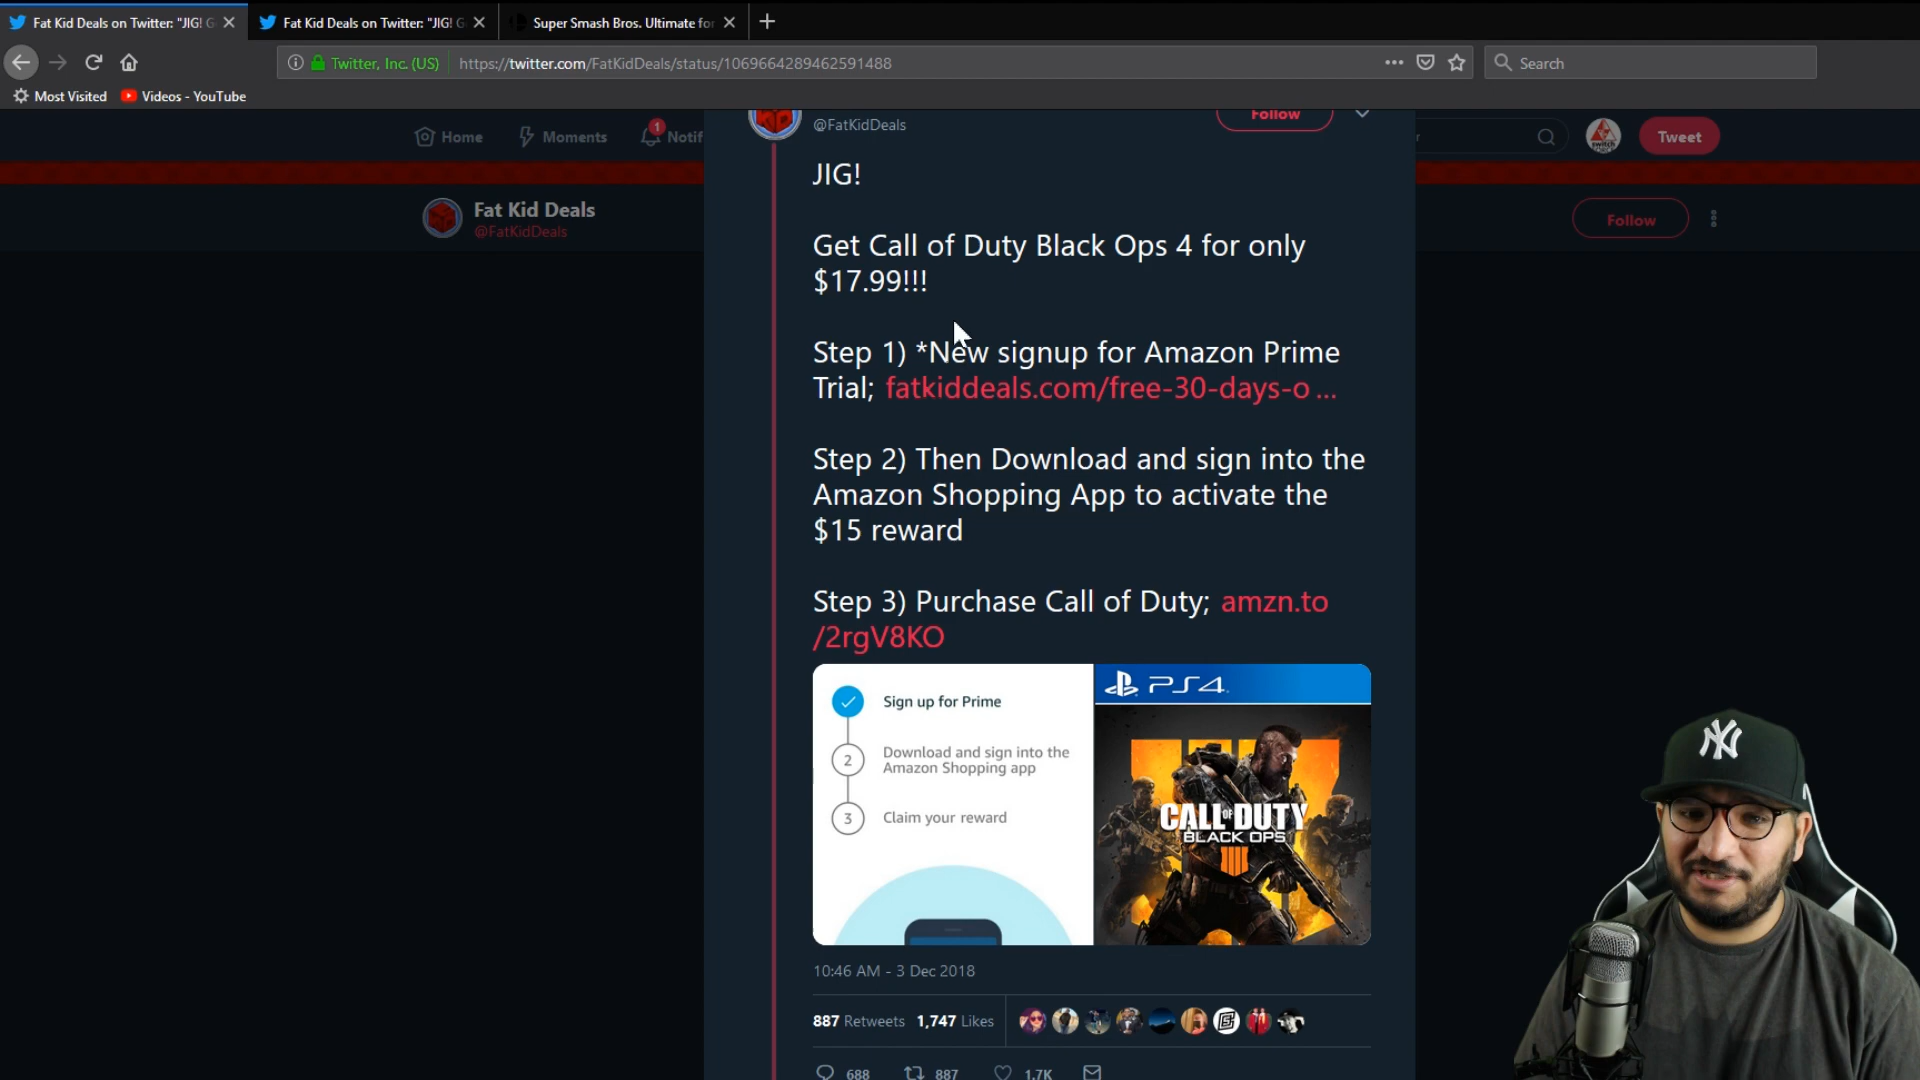 Fat Kid Deals on Twitter: "JIG! G
Fat Kid Deals on Twitter: "JIG! G
Super Smash Bros. Ultimate for
Twitter, Inc. (US)
https://twitter.com/FatKidDeals/status/1069664289462591488
Search
Most Visited
Videos - YouTube
Home
Moments
1
Notif
@FatKidDeals
Follow
Tweet
Fat Kid Deals
@FatKidDeals
Follow
JIG!
Get Call of Duty Black Ops 4 for only
$17.99!!!
Step 1) *New signup for Amazon Prime
Trial; fatkiddeals.com/free-30-days-o ...
Step 2) Then Download and sign into the
Amazon Shopping App to activate the
$15 reward
Step 3) Purchase Call of Duty; amzn.to
/2rgV8KO
Sign up for Prime
2
Download and sign into the
Amazon Shopping app
3
Claim your reward
PS4
CALL OF DUTY
BLACK OPS
IIII
NY
10:46 AM - 3 Dec 2018
887 Retweets 1,747 Likes
688 887 1.7K